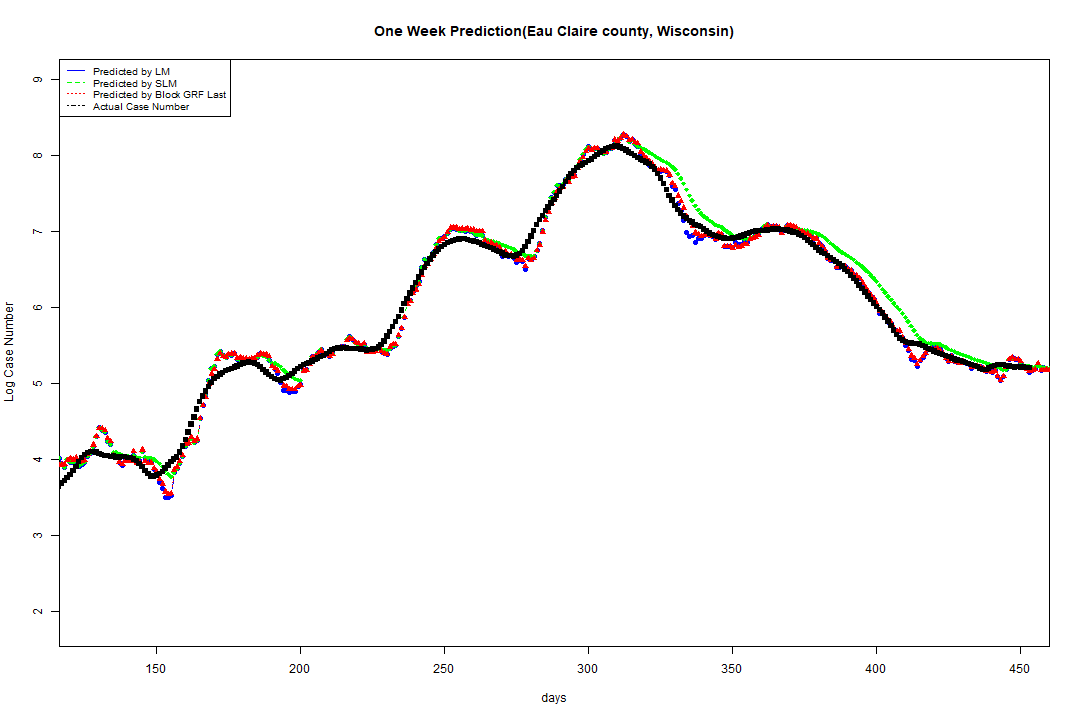 One Week Prediction(Eau Claire county, Wisconsin)
Predicted by LM
Predicted by SLM
Predicted by Block GRF Last
Actual Case Number
9
8
7
6
5
4
3
2
Log Case Number
150 200 250 300 350 400 450
days